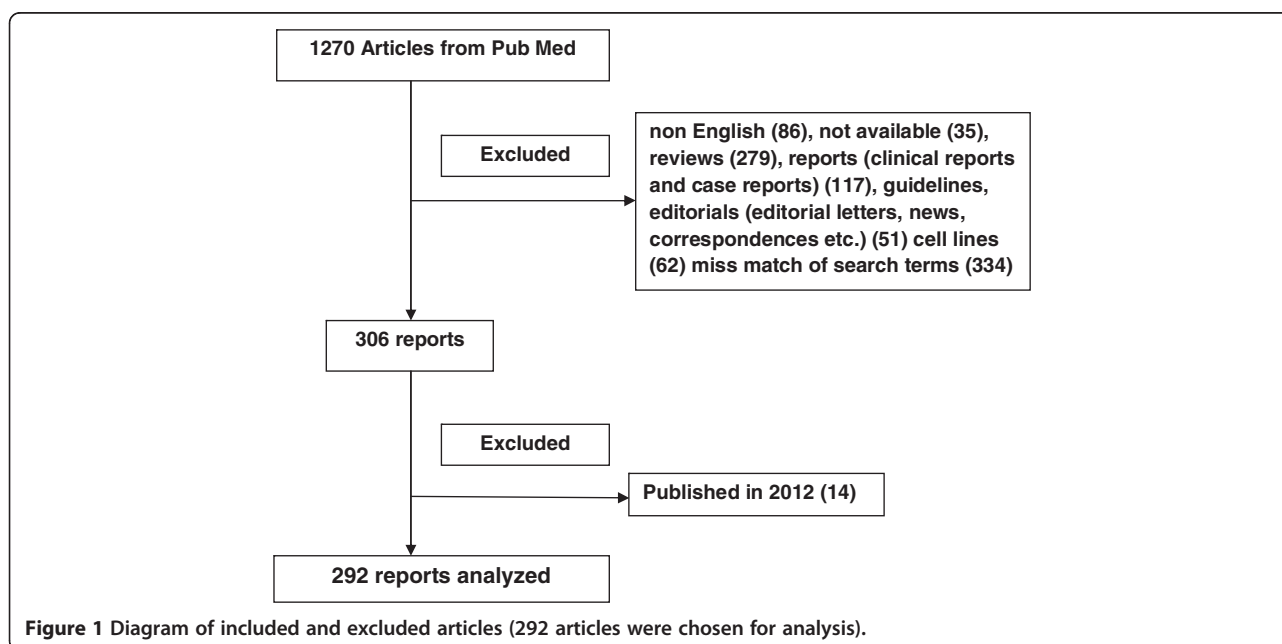 1270 Articles from Pub Med
Excluded
non English (86), not available (35),
reviews (279), reports (clinical reports
and case reports) (117), guidelines,
editorials (editorial letters, news,
correspondences etc.) (51) cell lines
(62) miss match of search terms (334)
306 reports
Excluded
Published in 2012 (14)
292 reports analyzed
Figure 1 Diagram of included and excluded articles (292 articles were chosen for analysis).